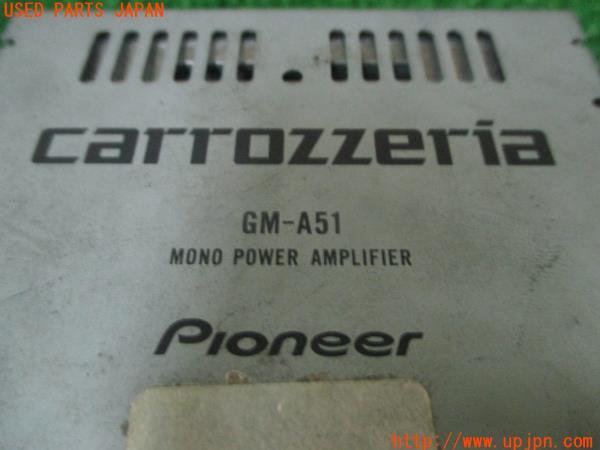 USED PARTS JAPAN
carrozzeria
GM-A51
MONO POWER AMPLIFIER
Pioneer
http://www.upjpn.com/